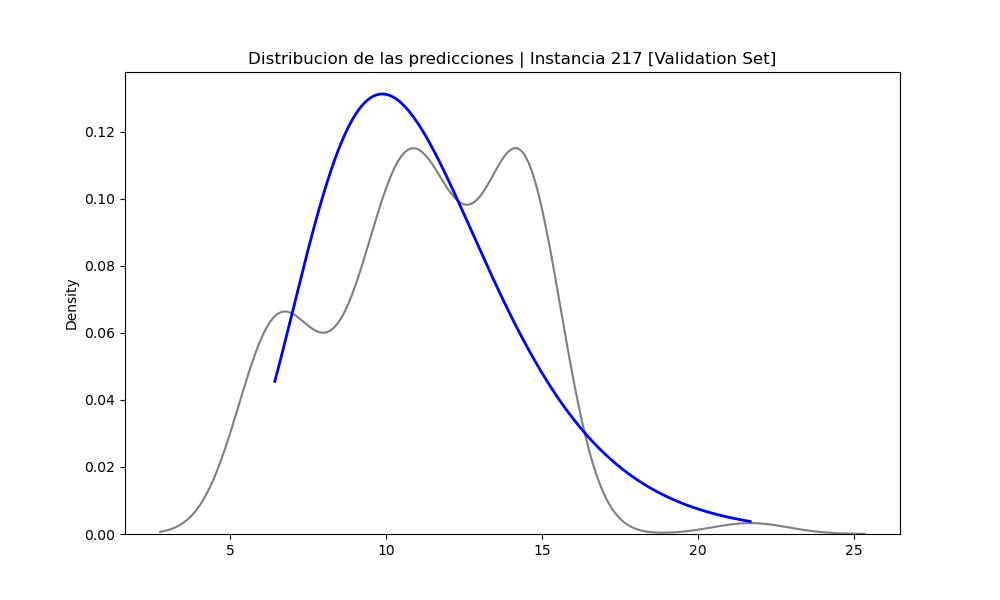 Distribucion de las predicciones | Instancia 217 [Validation Set]
Density
0.12
0.10
0.08
0.06
0.04
0.02
0.00
5 10 15 20 25